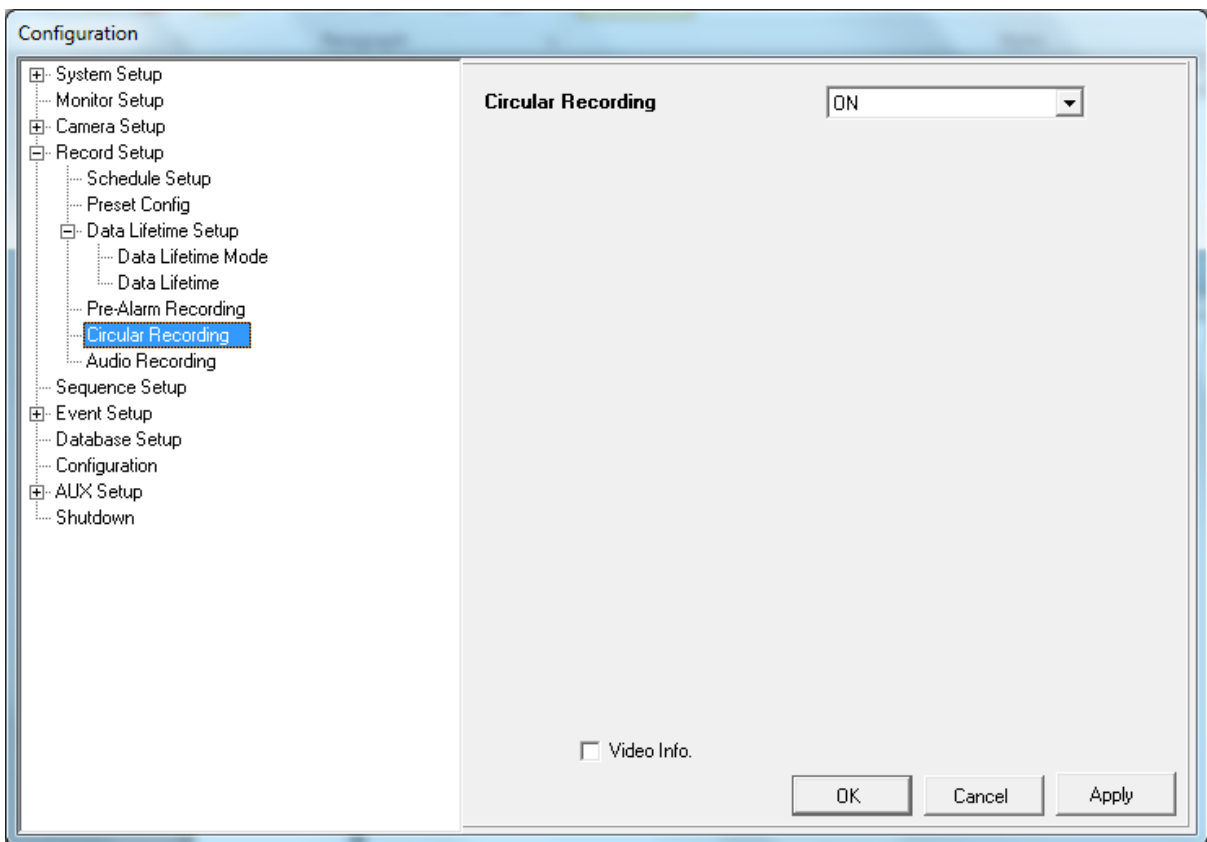 Configuration
System Setup
Monitor Setup
Camera Setup
Record Setup
Schedule Setup
Preset Config
Data Lifetime Setup
Data Lifetime Mode
Data Lifetime
Pre-Alarm Recording
Circular Recording
Audio Recording
Sequence Setup
Event Setup
Database Setup
Configuration
AUX Setup
Shutdown
Circular Recording ON
Video Info.
OK Cancel Apply